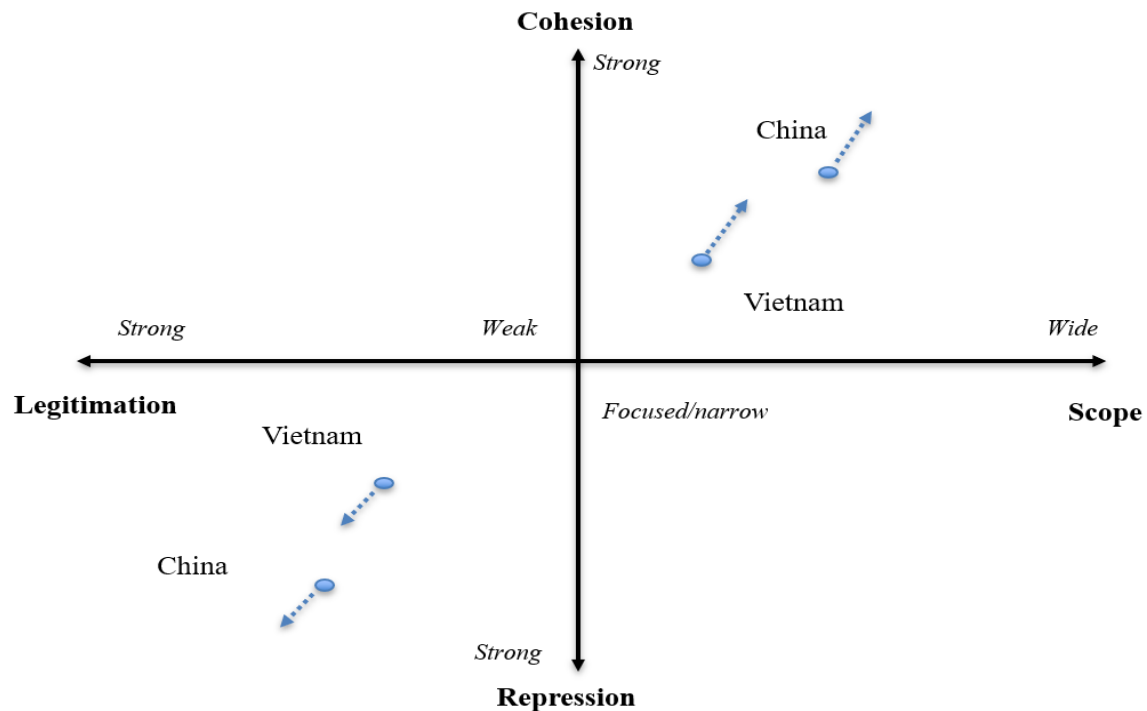 Cohesion
Strong
China
Vietnam
Strong
Weak
Wide
Legitimation
Focused/narrow
Scope
Vietnam
China
Strong
Repression